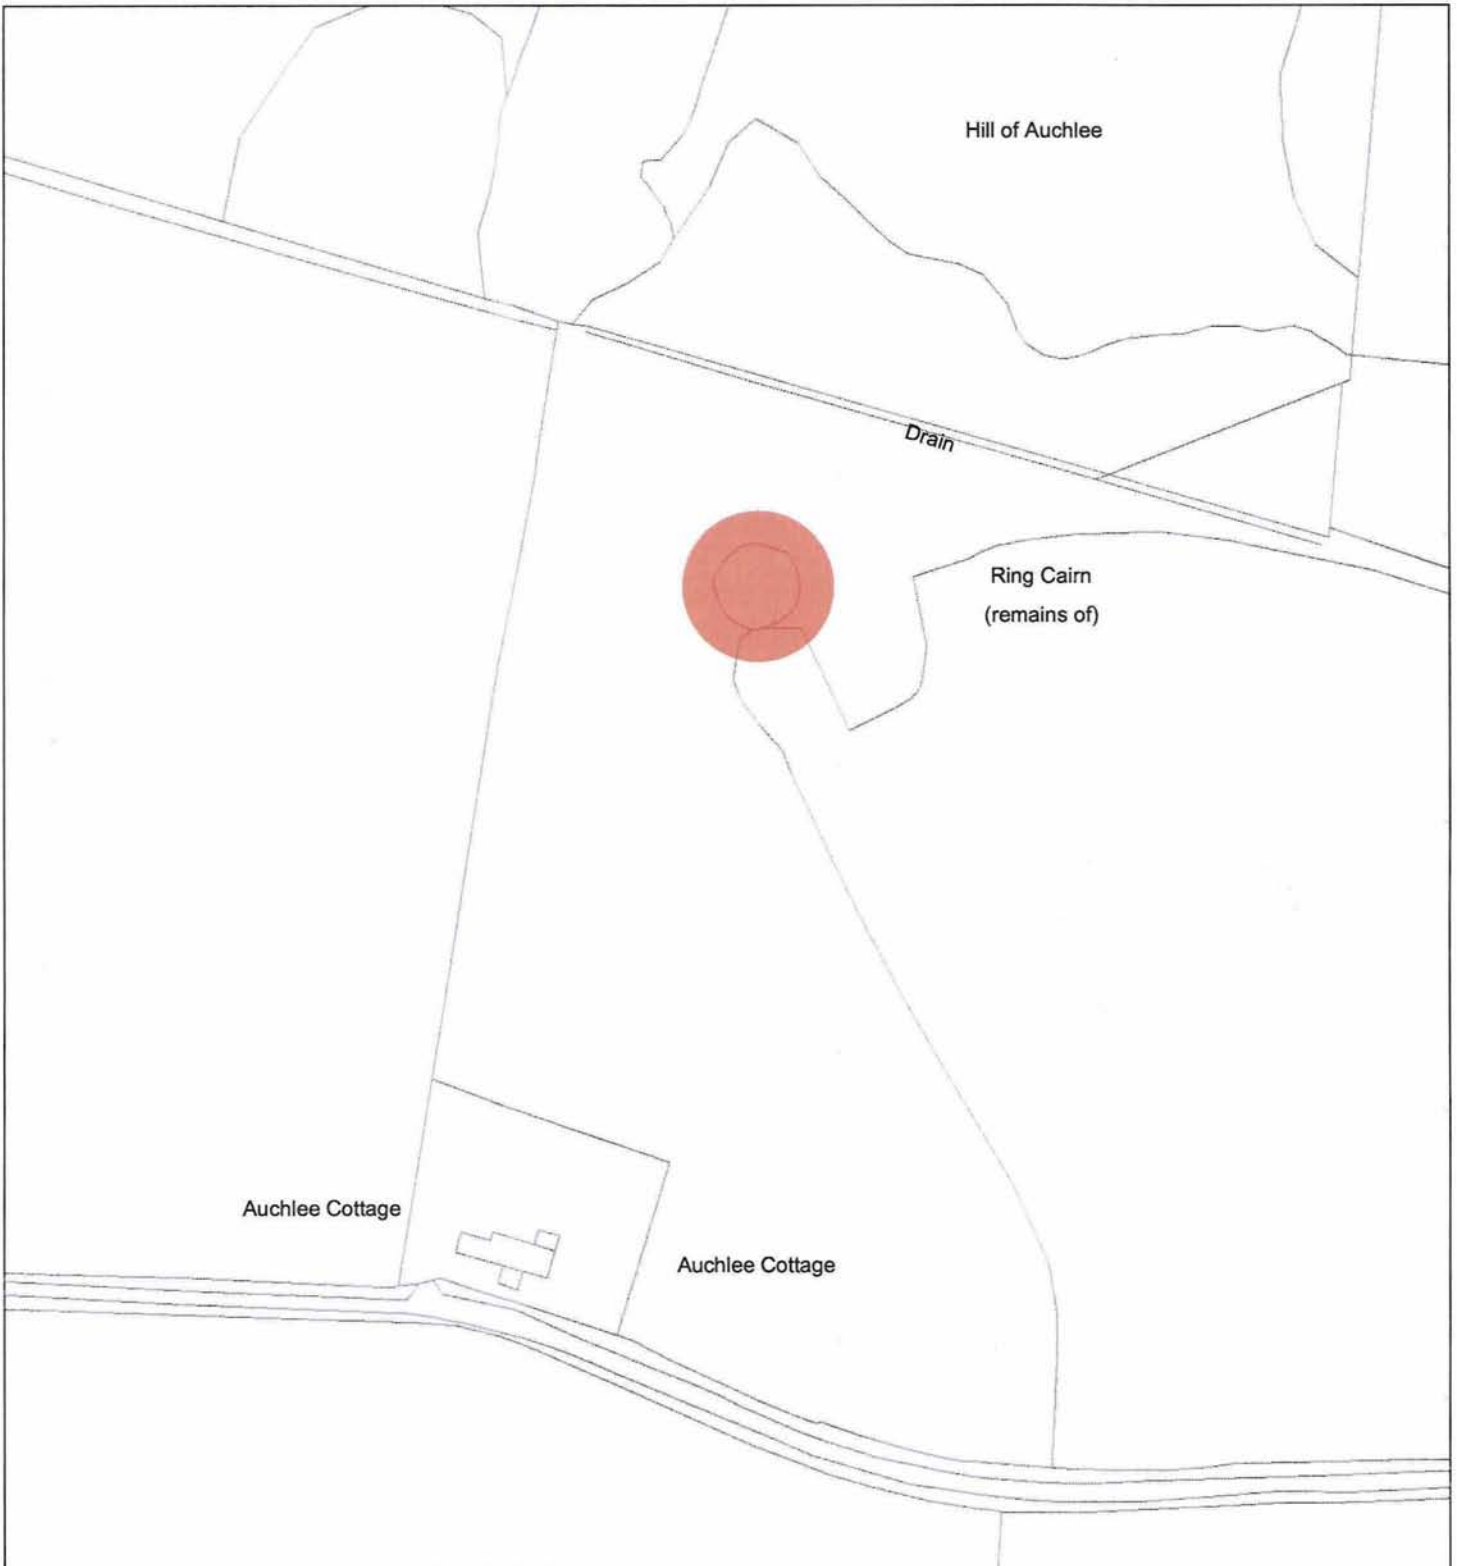 Hill of Auchlee
Drain
Ring Cairn
(remains of)
Auchlee Cottage
Auchlee Cottage